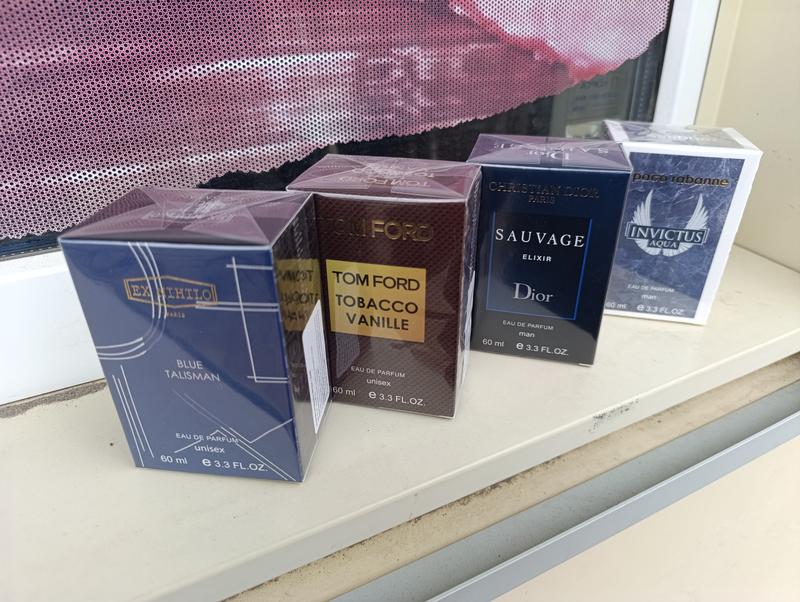 EX NIHILO
PARIS
BLUE
TALISMAN
EAU DE PARFUM
unisex
60 ml e 3.3 FL.OZ.
TOM FORD
TOM FORD
TOM FORD
TOBACCO
VANILLE
EAU DE PARFUM
unisex
60 ml e 3.3 FL.OZ.
Dior
CHRISTIAN DIOR
PARIS
SAUVAGE
ELIXIR
Dior
EAU DE PARFUM
man
60 ml e 3.3 FL.OZ.
paco rabanne
INVICTUS
AQUA
EAU DE PARFUM
man
60 ml e 3.3 FL.OZ.